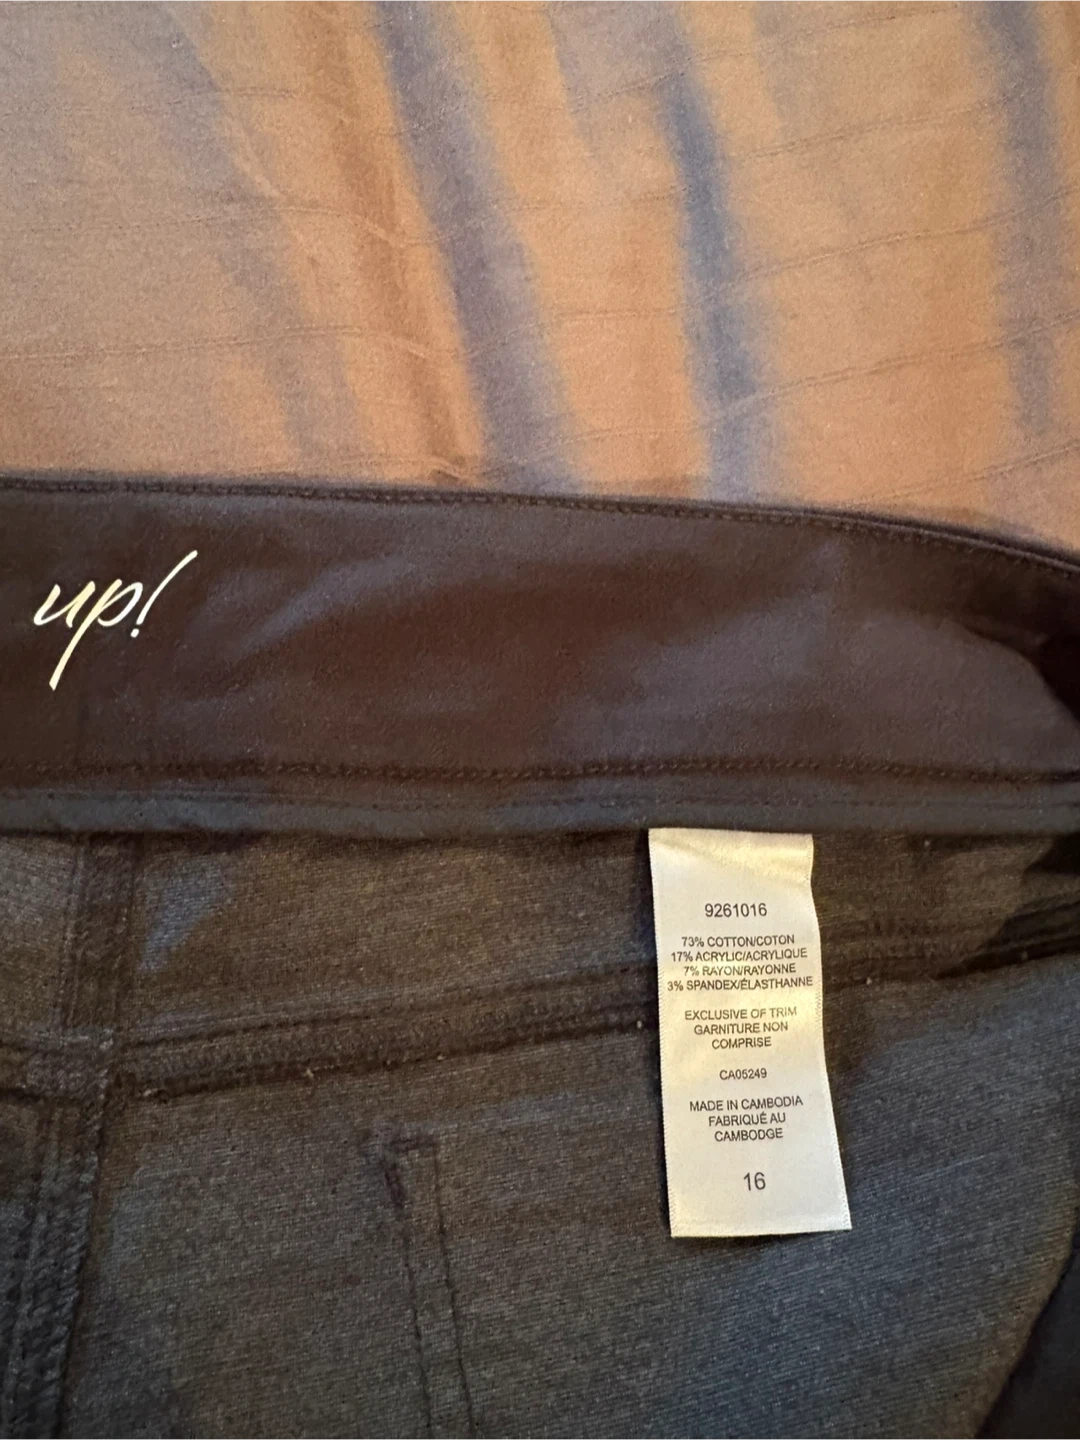 up!
9261016
73% COTTON/COTON
17% ACRYLIC/ACRYLIQUE
7% RAYON/RAYONNE
3% SPANDEX/ÉLASTHANNE
EXCLUSIVE OF TRIM
GARNITURE NON
COMPRISE
CA05249
MADE IN CAMBODIA
FABRIQUÉ AU
CAMBODGE
16